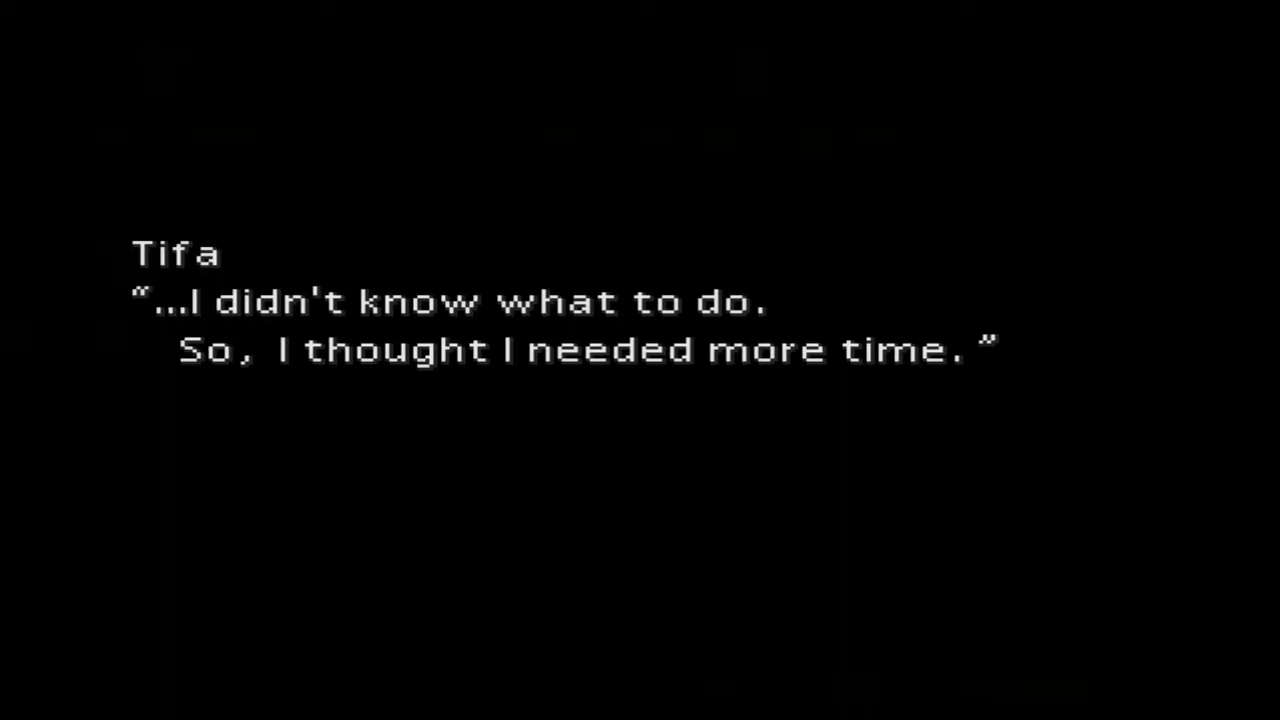 Tifa
“...I didn't know what to do.
So, I thought I needed more time.”